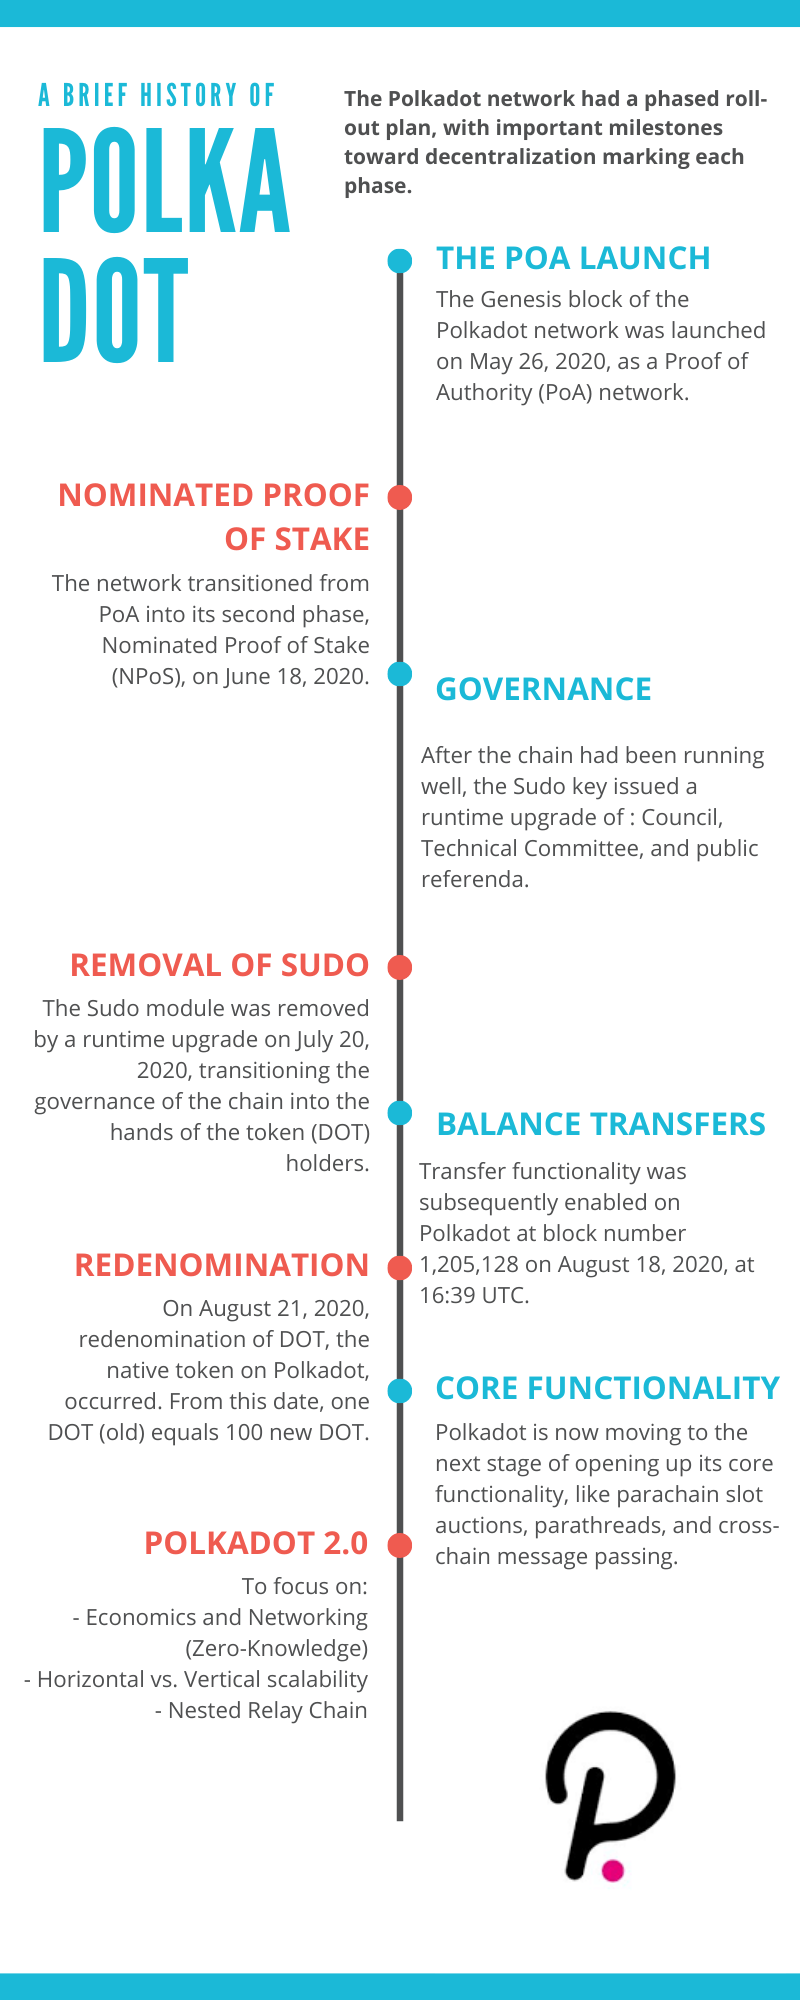 A BRIEF HISTORY OF
POLKA
DOT
The Polkadot network had a phased roll-
out plan, with important milestones
toward decentralization marking each
phase.
THE POA LAUNCH
The Genesis block of the
Polkadot network was launched
on May 26, 2020, as a Proof of
Authority (PoA) network.
NOMINATED PROOF
OF STAKE
The network transitioned from
PoA into its second phase,
Nominated Proof of Stake
(NPoS), on June 18, 2020.
GOVERNANCE
After the chain had been running
well, the Sudo key issued a
runtime upgrade of : Council,
Technical Committee, and public
referenda.
REMOVAL OF SUDO
The Sudo module was removed
by a runtime upgrade on July 20,
2020, transitioning the
governance of the chain into the
hands of the token (DOT)
holders.
BALANCE TRANSFERS
Transfer functionality was
subsequently enabled on
Polkadot at block number
1,205,128 on August 18, 2020, at
16:39 UTC.
REDENOMINATION
On August 21, 2020,
redenomination of DOT, the
native token on Polkadot,
occurred. From this date, one
DOT (old) equals 100 new DOT.
CORE FUNCTIONALITY
Polkadot is now moving to the
next stage of opening up its core
functionality, like parachain slot
auctions, parathreads, and cross-
chain message passing.
POLKADOT 2.0
To focus on:
- Economics and Networking
(Zero-Knowledge)
- Horizontal vs. Vertical scalability
- Nested Relay Chain